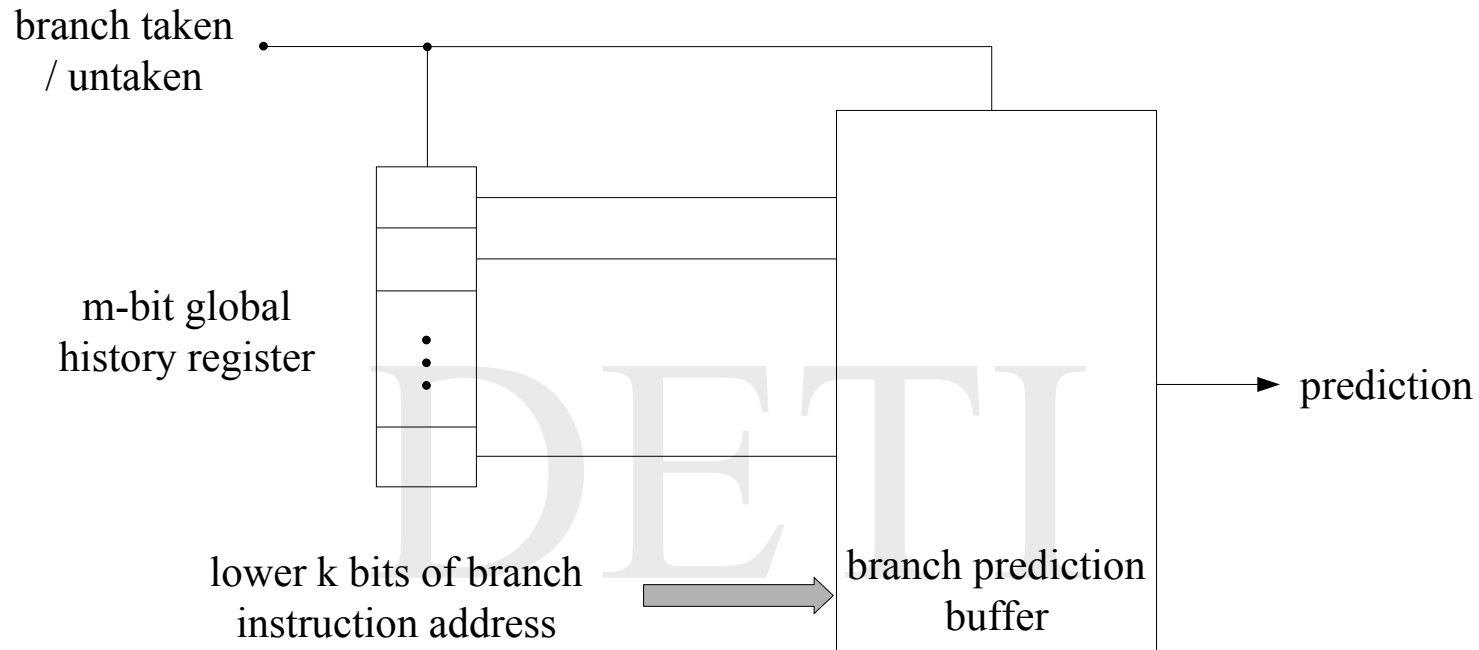 branch taken
/ untaken
m-bit global
history register
prediction
DETI
lower k bits of branch
instruction address
branch prediction
buffer